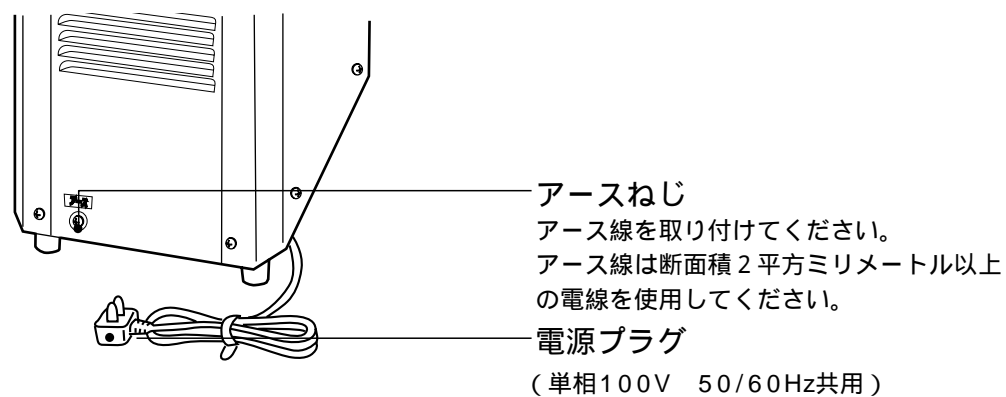 アース
アースねじ
アース線を取り付けてください。
アース線は断面積2平方ミリメートル以上
の電線を使用してください。
電源プラグ
(単相100V 50/60Hz共用)